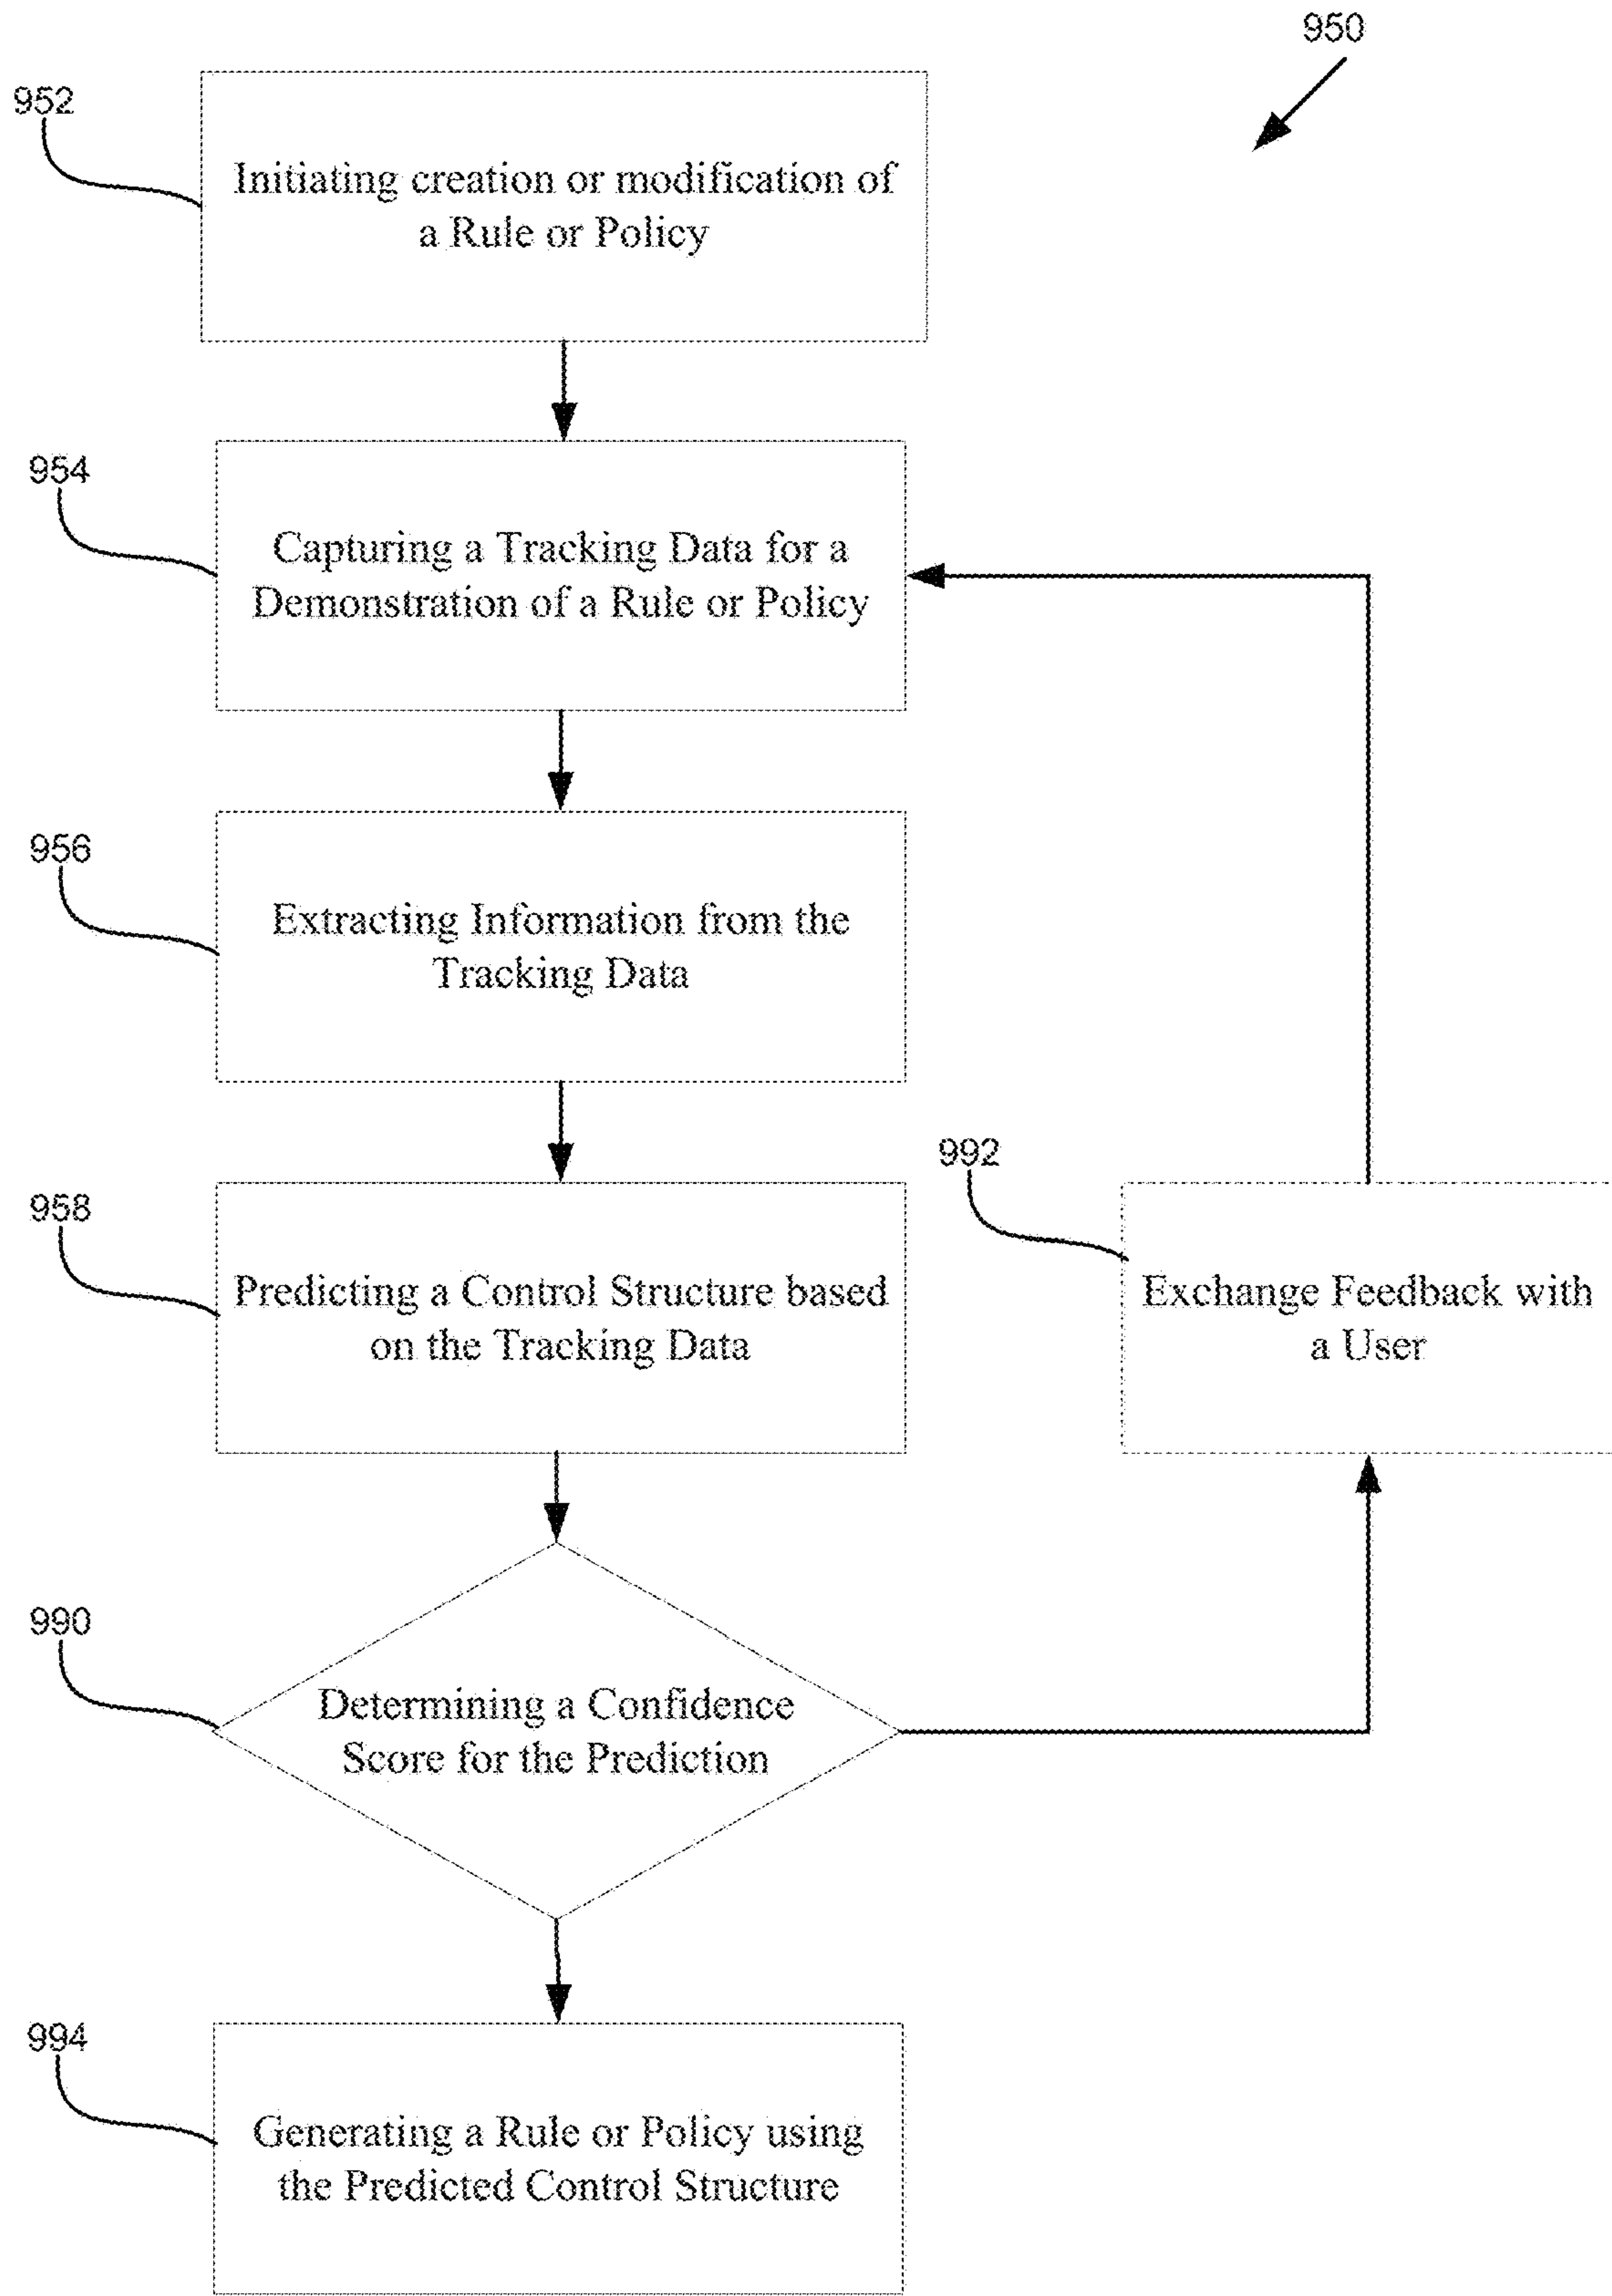 950
952
Initiating creation or modification of
a Rule or Policy
954
Capturing a Tracking Data for a
Demonstration of a Rule or Policy
956
Extracting Information from the
Tracking Data
958
Predicting a Control Structure based
on the Tracking Data
992
Exchange Feedback with
a User
990
Determining a Confidence
Score for the Prediction
994
Generating a Rule or Policy using
the Predicted Control Structure